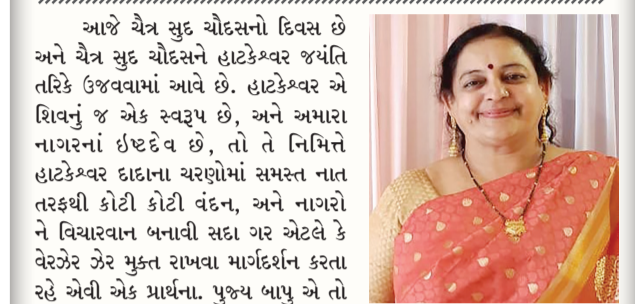 આજે ચૈત્ર સુદ ચૌદસનો દિવસ છે
અને ચૈત્ર સુદ ચૌદસને હાટકેશ્વર જયંતિ
તરિકે ઉજવવામાં આવે છે. હાટકેશ્વર એ
શિવનું જ એક સ્વરૂપ છે, અને અમારા
નાગરનાં ઇષ્ટદેવ છે, તો તે નિમિત્તે
હાટકેશ્વર દાદાના ચરણોમાં સમસ્ત નાત
તરફથી કોટી કોટી વંદન, અને નાગરો
ને વિચારવાન બનાવી સદા ગર એટલે કે
વેરઝેર ઝેર મુક્ત રાખવા માર્ગદર્શન કરતા
રહે એવી એક પ્રાર્થના. પુજ્ય બાપુ એ તો